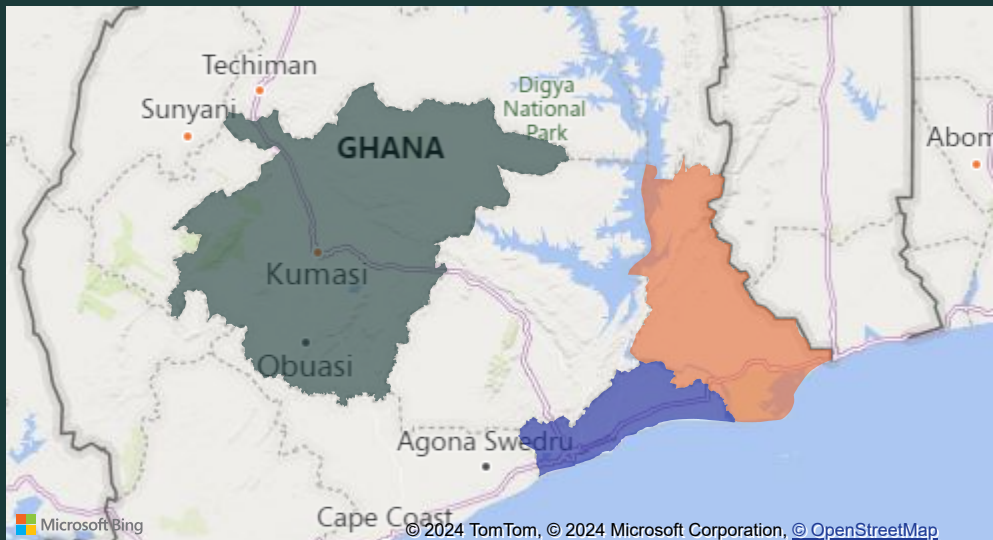 Techiman
Sunyani
Digya
National
Park
GHANA
Abom
Kumasi
Obuasi
Agona Swedru
Cape Coast
Microsoft Bing
© 2024 TomTom, © 2024 Microsoft Corporation, © OpenStreetMap